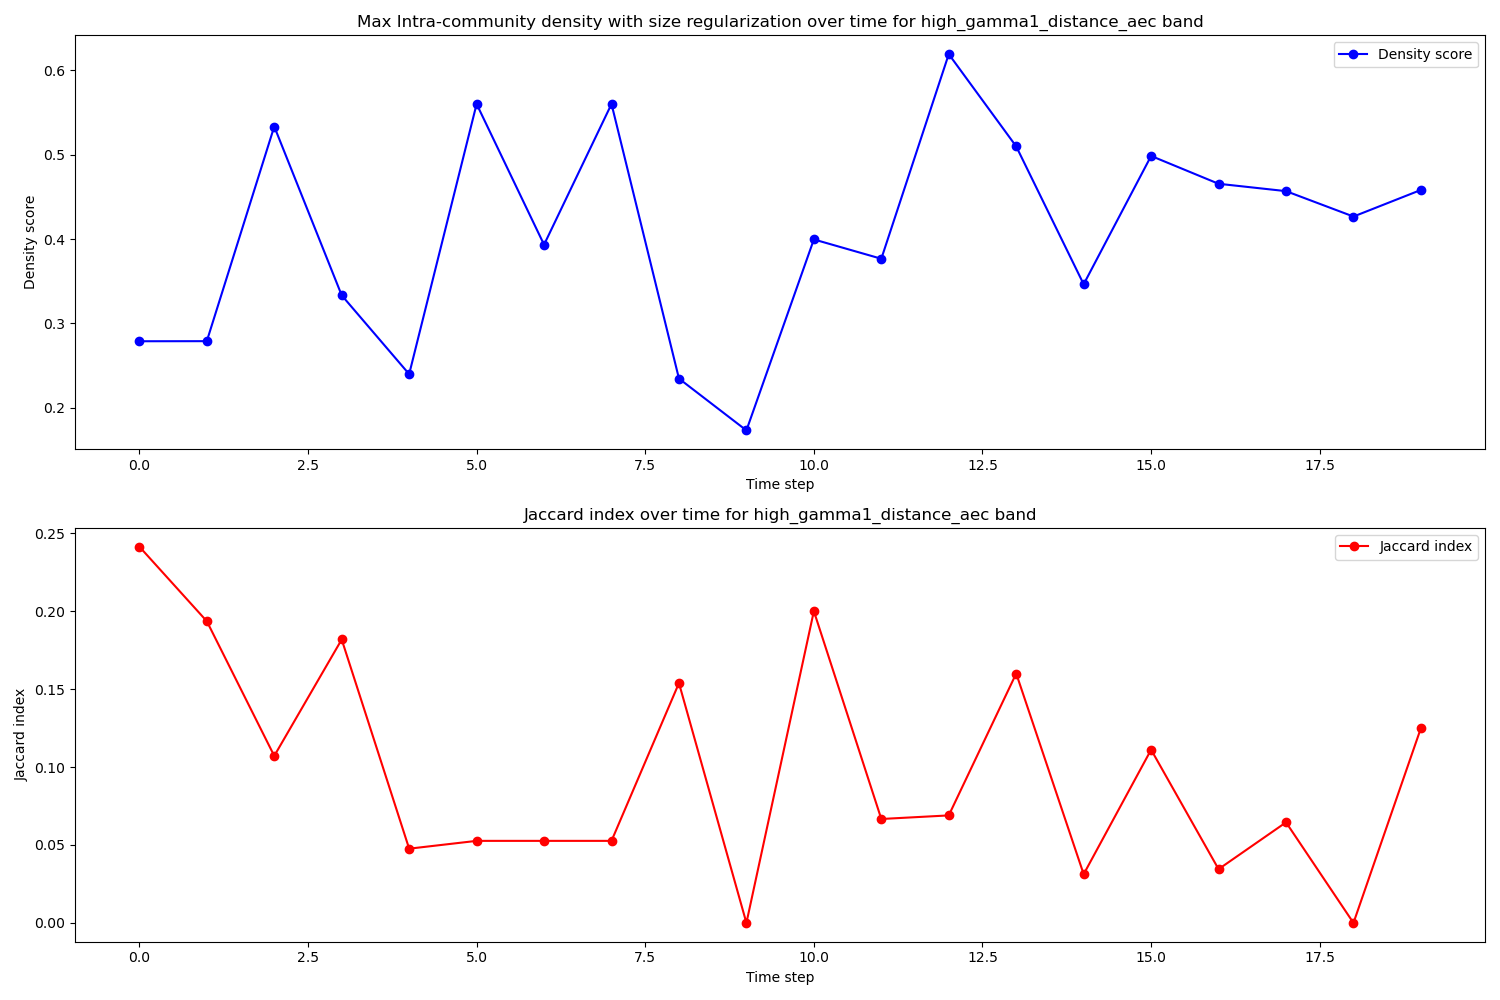 Max Intra-community density with size regularization over time for high_gamma1_distance_aec band
Density score
0.6
0.5
0.4
0.3
0.2
Density score
0.0 2.5 5.0 7.5 10.0 12.5 15.0 17.5
Time step
Jaccard index over time for high_gamma1_distance_aec band
Jaccard index
0.25
0.20
0.15
0.10
0.05
0.00
Jaccard index
0.0 2.5 5.0 7.5 10.0 12.5 15.0 17.5
Time step